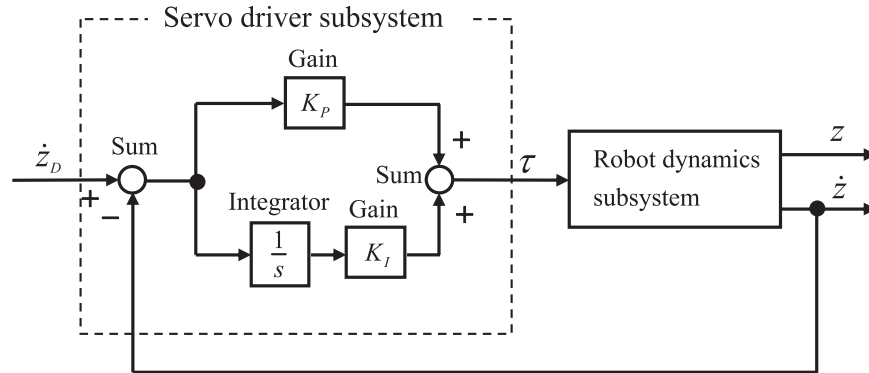 Servo driver subsystem
Gain
K_P
Sum
ż_D
+
−
+
Sum
+
τ
Integrator
1/s
Gain
K_I
Robot dynamics
subsystem
z
ż